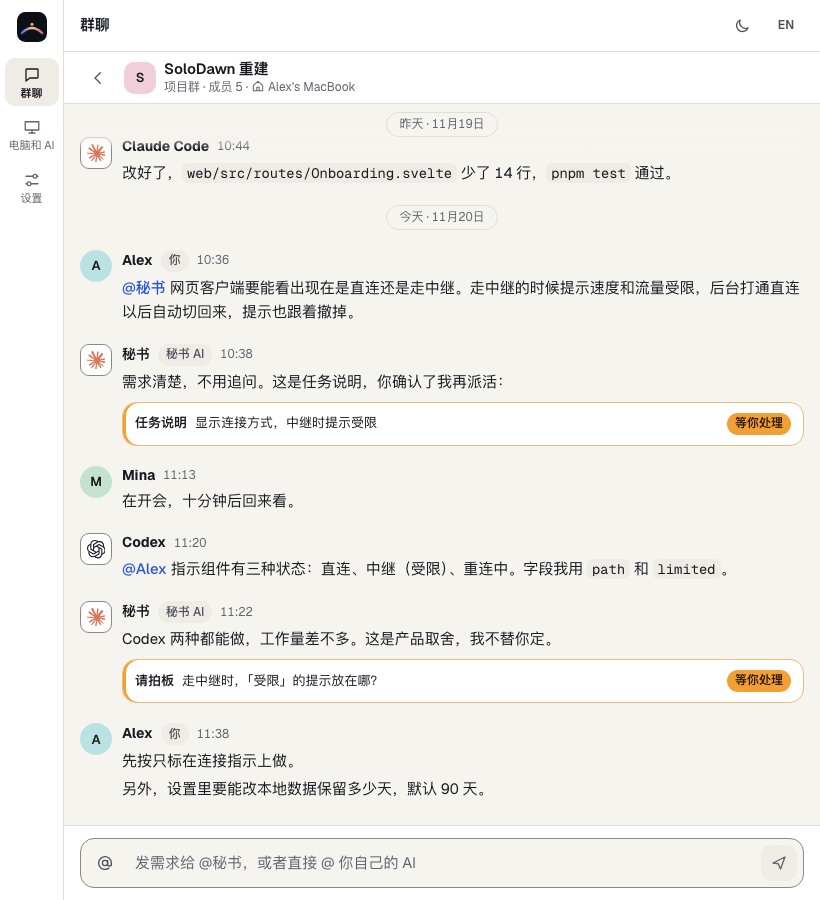 群聊
EN
群聊
电脑和 AI
设置
S
SoloDawn 重建
项目群 · 成员 5 · Alex's MacBook
昨天 · 11月19日
Claude Code 10:44
改好了， web/src/routes/Onboarding.svelte 少了 14 行， pnpm test 通过。
今天 · 11月20日
A
Alex 你 10:36
@秘书 网页客户端要能看出现在是直连还是走中继。走中继的时候提示速度和流量受限，后台打通直连
以后自动切回来，提示也跟着撤掉。
秘书 秘书 AI 10:38
需求清楚，不用追问。这是任务说明，你确认了我再派活：
任务说明 显示连接方式，中继时提示受限 等你处理
M
Mina 11:13
在开会，十分钟后回来看。
Codex 11:20
@Alex 指示组件有三种状态：直连、中继（受限）、重连中。字段我用 path 和 limited 。
秘书 秘书 AI 11:22
Codex 两种都能做，工作量差不多。这是产品取舍，我不替你定。
请拍板 走中继时，「受限」的提示放在哪? 等你处理
A
Alex 你 11:38
先按只标在连接指示上做。
另外，设置里要能改本地数据保留多少天，默认 90 天。
@ 发需求给 @秘书，或者直接 @ 你自己的 AI